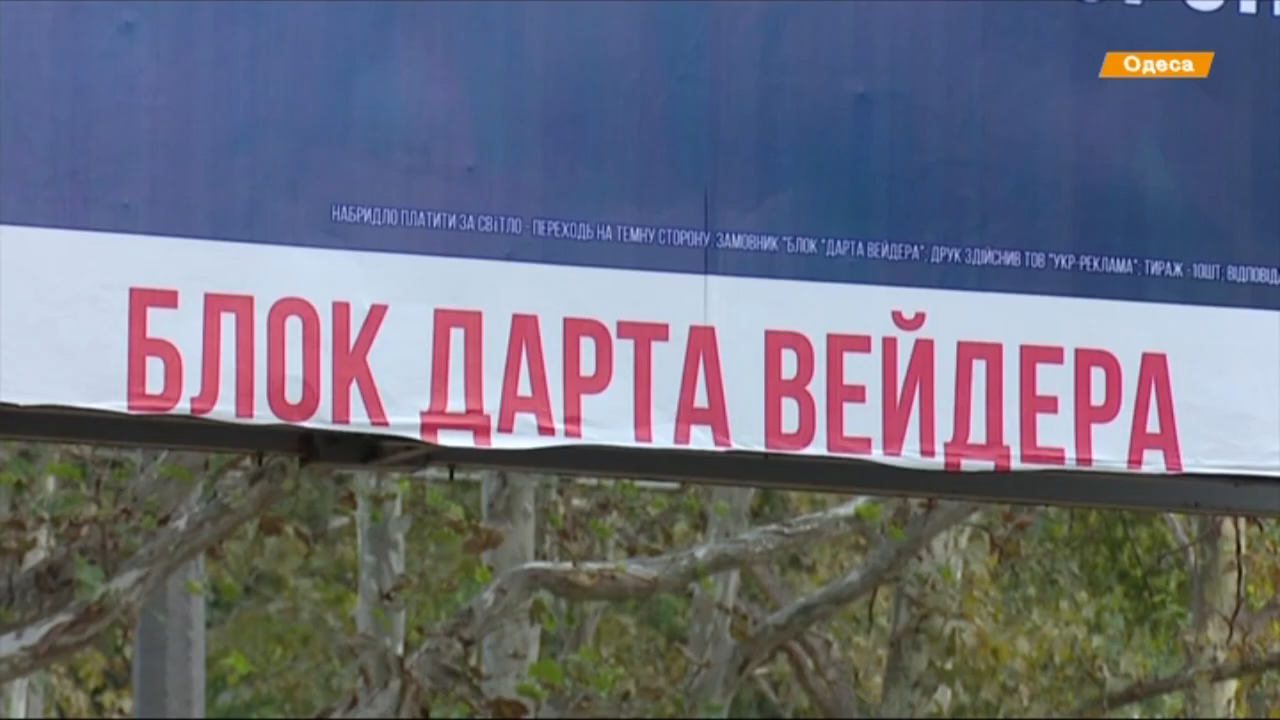 Одеса
НАБРИДЛО ПЛАТИТИ ЗА СВІТЛО - ПЕРЕХОДЬ НА ТЕМНУ СТОРОНУ. ЗАМОВНИК "БЛОК "ДАРТА ВЕЙДЕРА"; ДРУК ЗДІЙСНИВ ТОВ "УКР-РЕКЛАМА"; ТИРАЖ -10ШТ; ВІДПОВІДА
БЛОК ДАРТА ВЕЙДЕРА